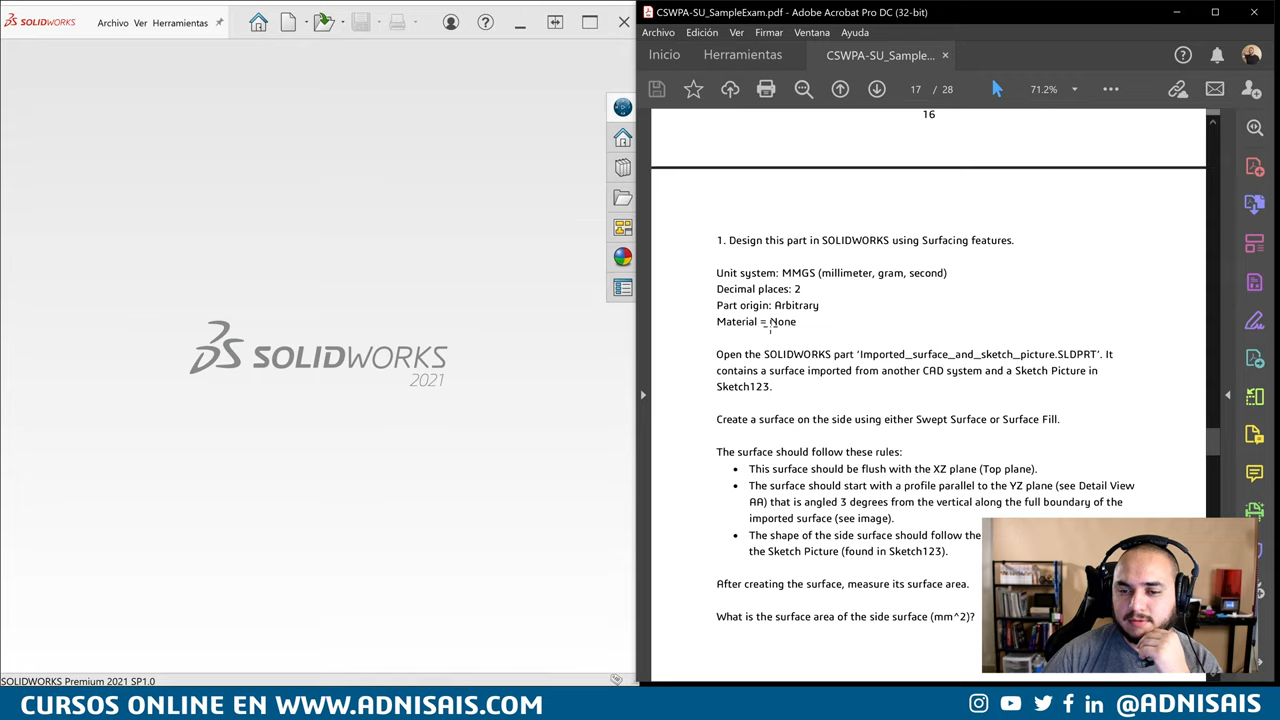 SOLIDWORKS Archivo Ver Herramientas
CSWPA-SU_SampleExam.pdf - Adobe Acrobat Pro DC (32-bit)
Archivo Edición Ver Firmar Ventana Ayuda
Inicio Herramientas CSWPA-SU_Sample... ×
17 / 28 71.2%
16
1. Design this part in SOLIDWORKS using Surfacing features.
Unit system: MMGS (millimeter, gram, second)
Decimal places: 2
Part origin: Arbitrary
Material = None
Open the SOLIDWORKS part ‘Imported_surface_and_sketch_picture.SLDPRT’. It
contains a surface imported from another CAD system and a Sketch Picture in
Sketch123.
Create a surface on the side using either Swept Surface or Surface Fill.
The surface should follow these rules:
• This surface should be flush with the XZ plane (Top plane).
• The surface should start with a profile parallel to the YZ plane (see Detail View
AA) that is angled 3 degrees from the vertical along the full boundary of the
imported surface (see image).
• The shape of the side surface should follow the
the Sketch Picture (found in Sketch123).
After creating the surface, measure its surface area.
What is the surface area of the side surface (mm^2)?
SOLIDWORKS
2021
SOLIDWORKS Premium 2021 SP1.0
CURSOS ONLINE EN WWW.ADNISAIS.COM
@ADNISAIS